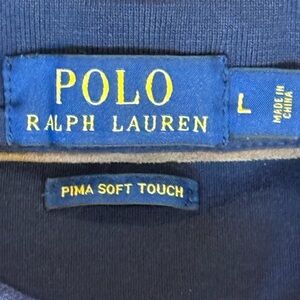 POLO
RALPH LAUREN
L
MADE IN
CHINA
PIMA SOFT TOUCH